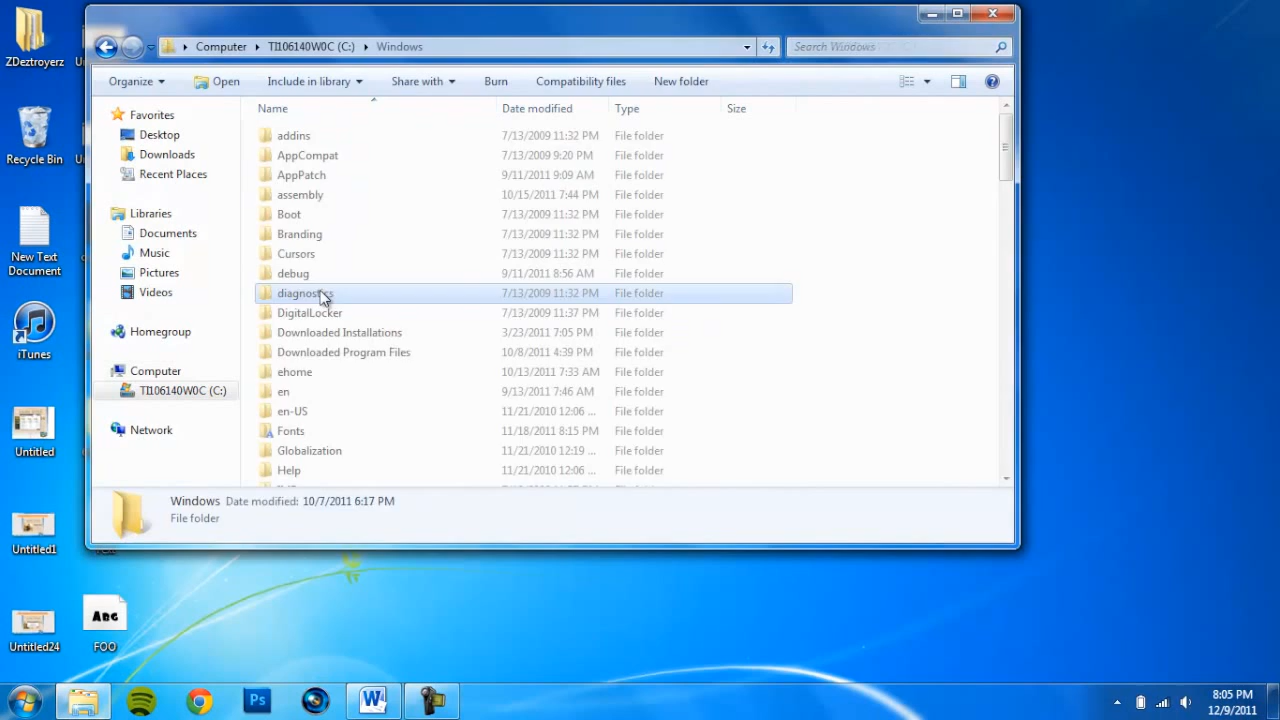 ZDeztroyerz
Recycle Bin
New Text
Document
iTunes
Untitled
Untitled1
Untitled24
FOO
Abg
Computer
TI106140W0C (C:)
Windows
Search Windows
Organize
Open
Include in library
Share with
Burn
Compatibility files
New folder
Favorites
Desktop
Downloads
Recent Places
Libraries
Documents
Music
Pictures
Videos
Homegroup
Computer
TI106140W0C (C:)
Network
Name Date modified Type Size
addins 7/13/2009 11:32 PM File folder
AppCompat 7/13/2009 9:20 PM File folder
AppPatch 9/11/2011 9:09 AM File folder
assembly 10/15/2011 7:44 PM File folder
Boot 7/13/2009 11:32 PM File folder
Branding 7/13/2009 11:32 PM File folder
Cursors 7/13/2009 11:32 PM File folder
debug 9/11/2011 8:56 AM File folder
diagnostics 7/13/2009 11:32 PM File folder
DigitalLocker 7/13/2009 11:37 PM File folder
Downloaded Installations 3/23/2011 7:05 PM File folder
Downloaded Program Files 10/8/2011 4:39 PM File folder
ehome 10/13/2011 7:33 AM File folder
en 9/13/2011 7:46 AM File folder
en-US 11/21/2010 12:06 ... File folder
Fonts 11/18/2011 8:15 PM File folder
Globalization 11/21/2010 12:19 ... File folder
Help 11/21/2010 12:06 ... File folder
Windows Date modified: 10/7/2011 6:17 PM
File folder
Ps
W
8:05 PM
12/9/2011